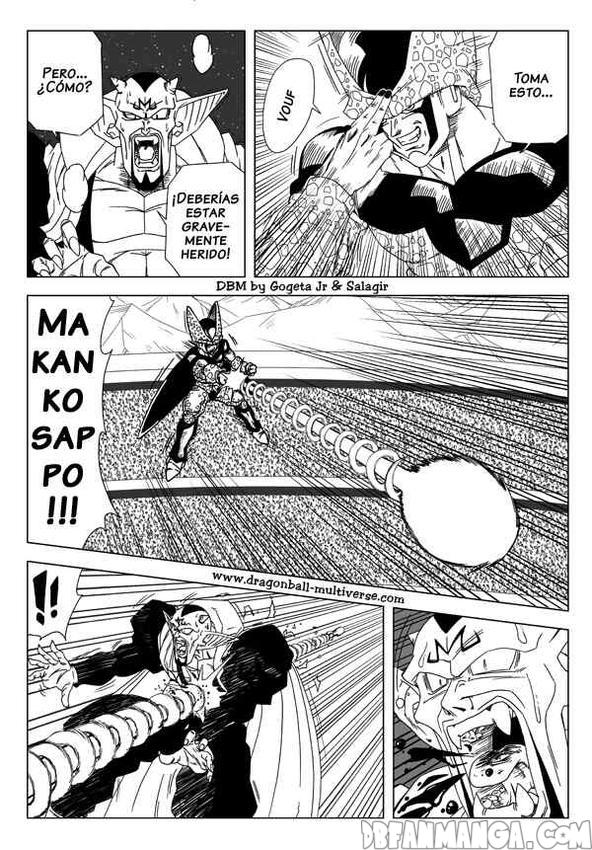 PERO...
¿CÓMO?
¡DEBERÍAS
ESTAR
GRAVE-
MENTE
HERIDO!
VOUF
TOMA
ESTO...
DBM by Gogeta Jr & Salagir
MA
KAN
KO
SAP
PO
!!!
www.dragonball-multiverse.com
!!
M
DBFANMANGA.COM